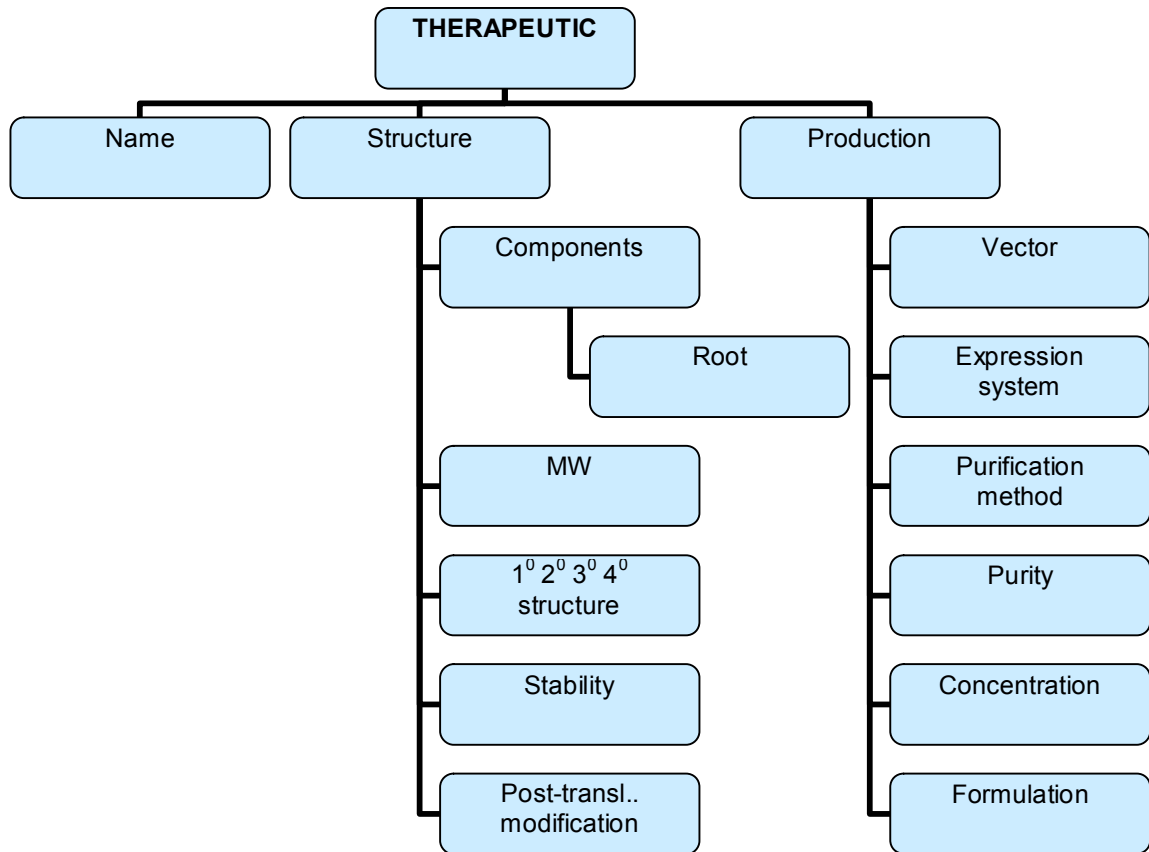 THERAPEUTIC
Name
Structure
Production
Components
Root
MW
1⁰ 2⁰ 3⁰ 4⁰
structure
Stability
Post-transl..
modification
Vector
Expression
system
Purification
method
Purity
Concentration
Formulation